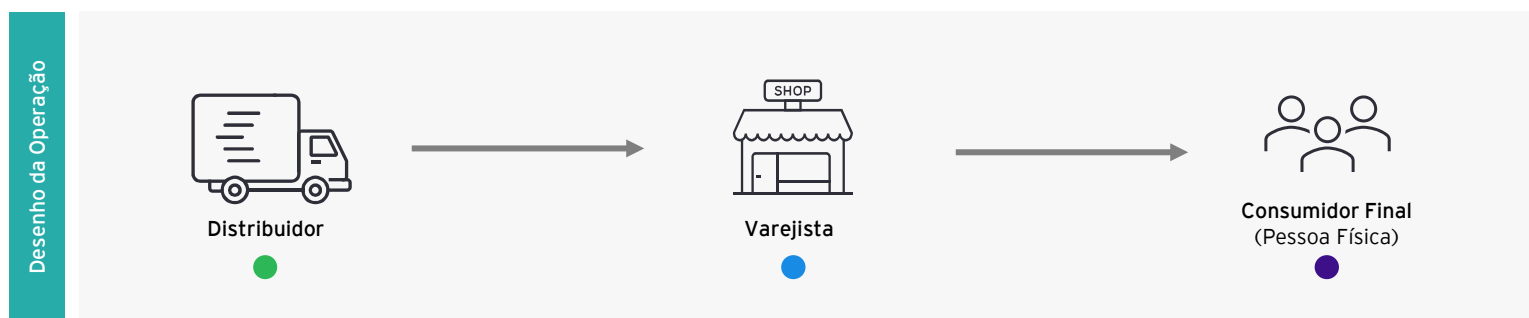 Desenho da Operação
SHOP
Distribuidor
Varejista
Consumidor Final
(Pessoa Física)